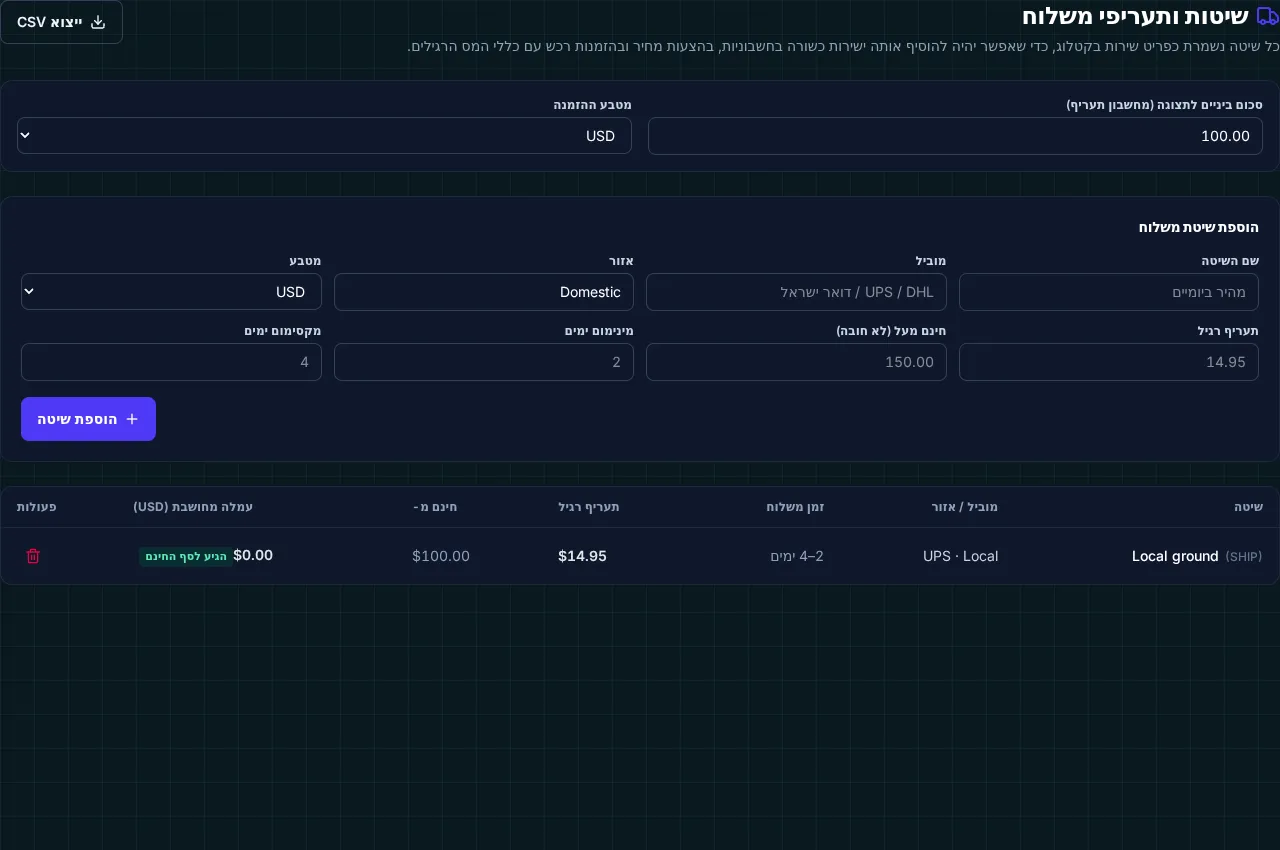 שיטות ותעריפי משלוח
ייצוא CSV
כל שיטה נשמרת כפריט שירות בקטלוג, כדי שאפשר יהיה להוסיף אותה ישירות כשורה בחשבוניות, בהצעות מחיר ובהזמנות רכש עם כללי המס הרגילים.
סכום ביניים לתצוגה (מחשבון תעריף) מטבע ההזמנה
100.00 USD
הוספת שיטת משלוח
שם השיטה מוביל אזור מטבע
מהיר ביומיים UPS / DHL / דואר ישראל Domestic USD
תעריף רגיל חינם מעל (לא חובה) מינימום ימים מקסימום ימים
14.95 150.00 2 4
הוספת שיטה
שיטה מוביל / אזור זמן משלוח תעריף רגיל חינם מ- עמלה מחושבת (USD) פעולות
Local ground (SHIP) UPS · Local 2–4 ימים $14.95 $100.00 $0.00 הגיע לסף החינם